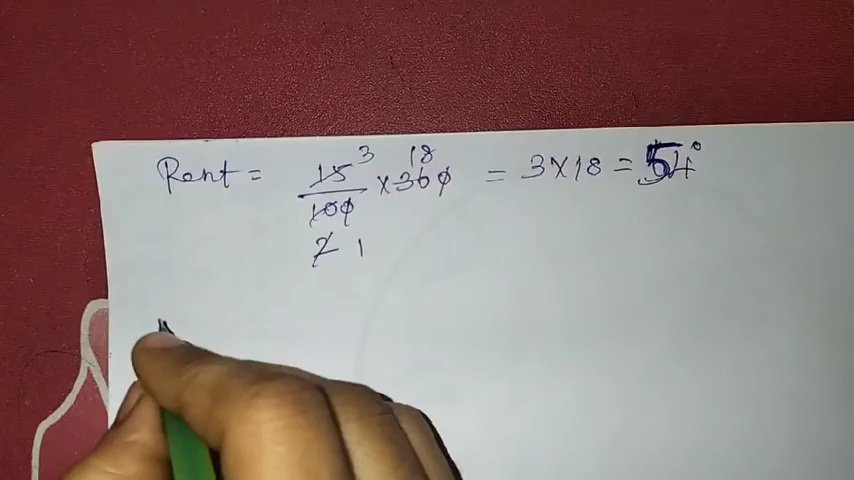 3 18
Rent = 15/100 × 360 = 3 × 18 = 54°
2 1